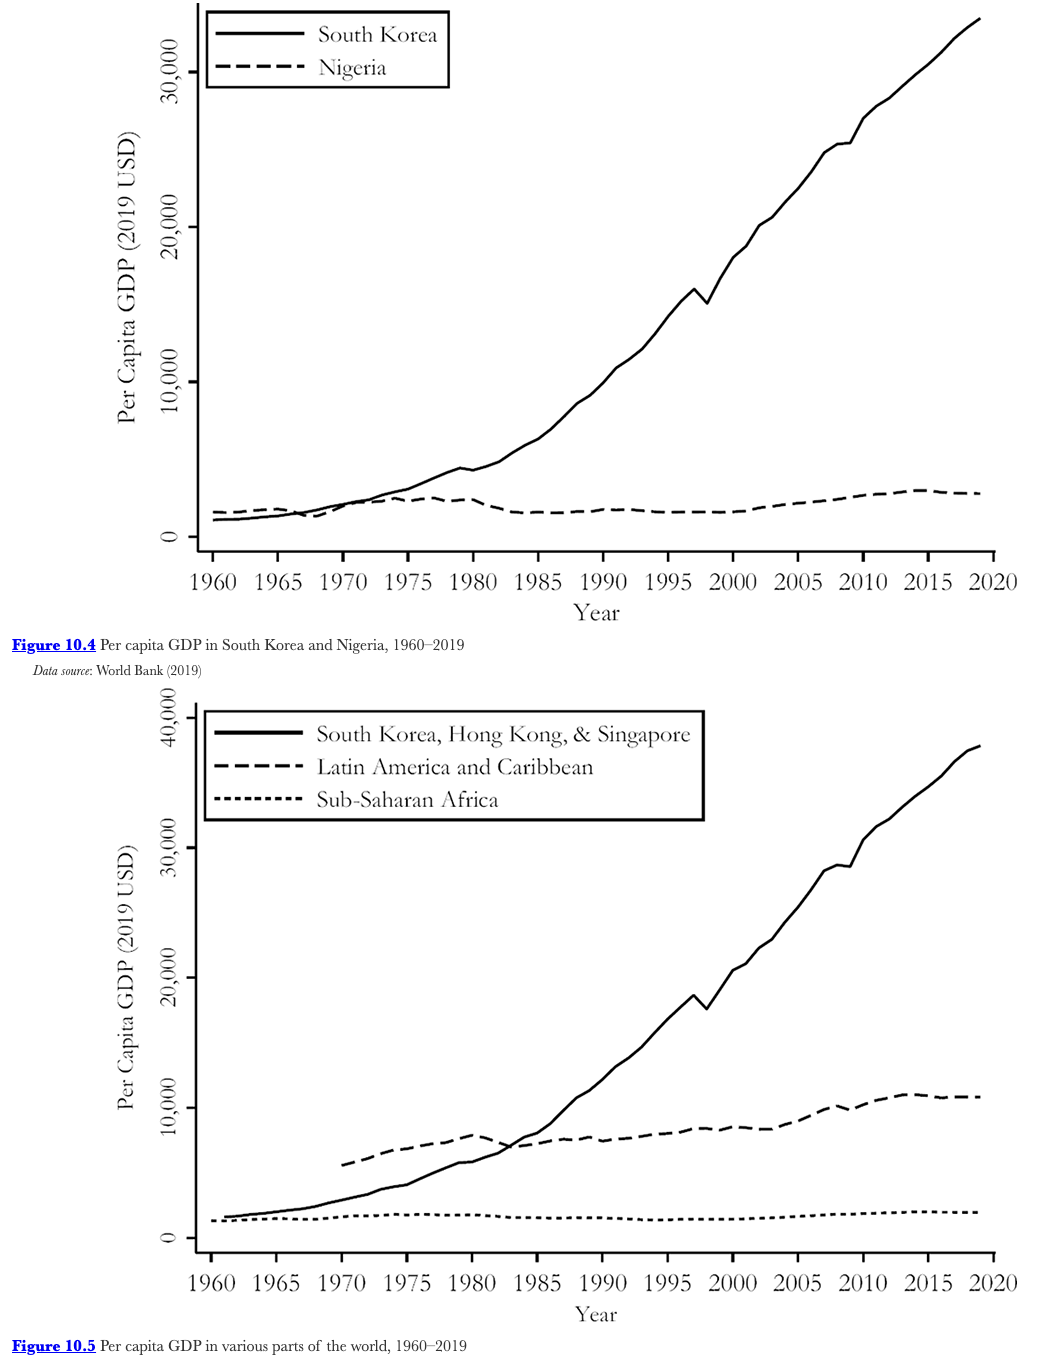 South Korea
Nigeria
Per Capita GDP (2019 USD)
30,000
20,000
10,000
0
1960 1965 1970 1975 1980 1985 1990 1995 2000 2005 2010 2015 2020
Year
Figure 10.4 Per capita GDP in South Korea and Nigeria, 1960–2019
Data source: World Bank (2019)
South Korea, Hong Kong, & Singapore
Latin America and Caribbean
Sub-Saharan Africa
Per Capita GDP (2019 USD)
40,000
30,000
20,000
10,000
0
1960 1965 1970 1975 1980 1985 1990 1995 2000 2005 2010 2015 2020
Year
Figure 10.5 Per capita GDP in various parts of the world, 1960–2019